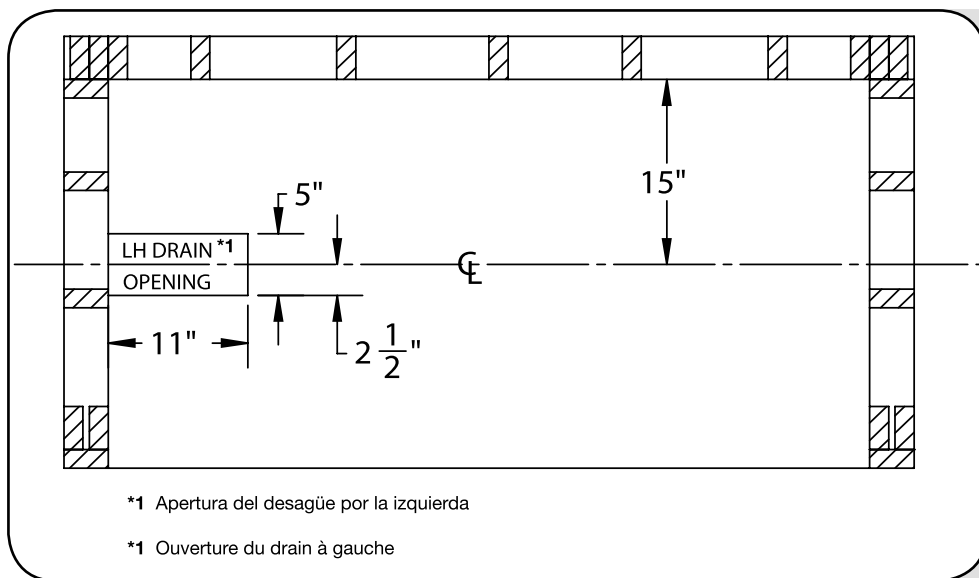 5"
15"
LH DRAIN *1
OPENING
℄
11"
2 1/2"
*1 Apertura del desagüe por la izquierda
*1 Ouverture du drain à gauche